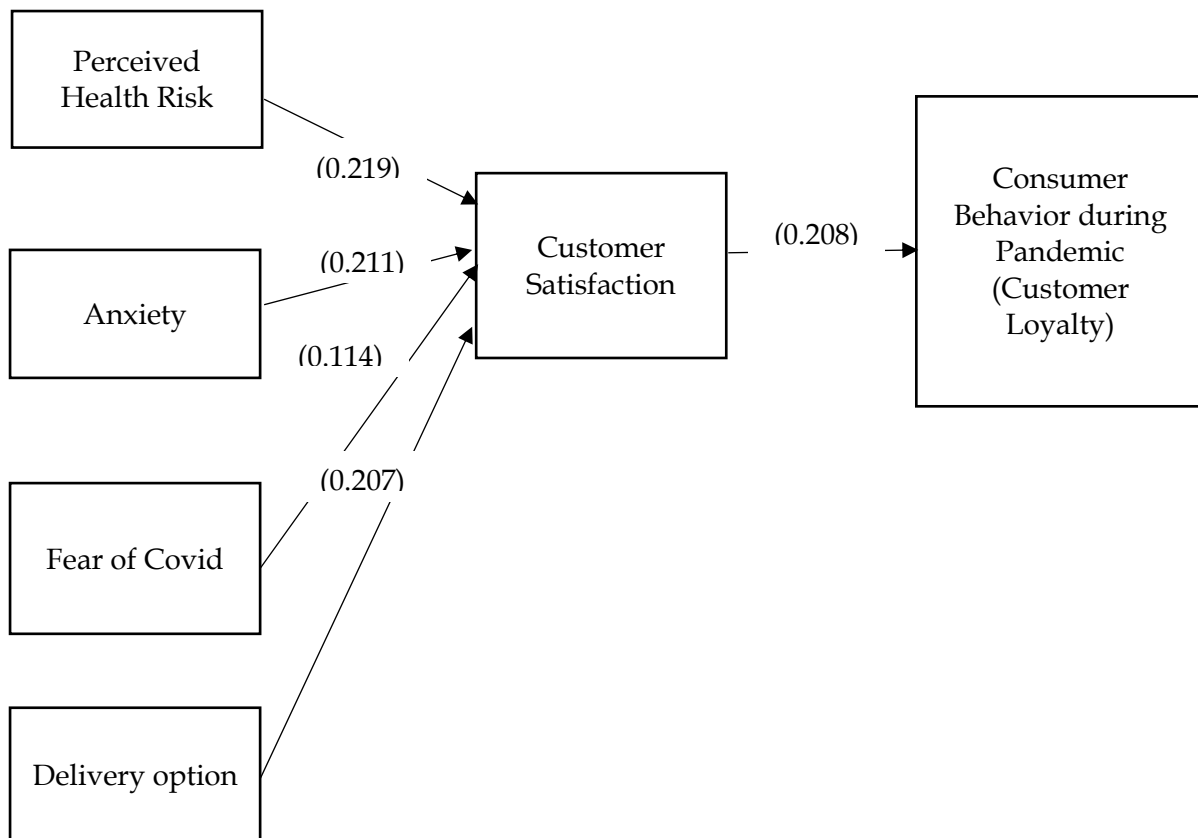 Perceived
Health Risk
(0.219)
Anxiety
(0.211)
Fear of Covid
(0.114)
Delivery option
(0.207)
Customer
Satisfaction
(0.208)
Consumer
Behavior during
Pandemic
(Customer
Loyalty)